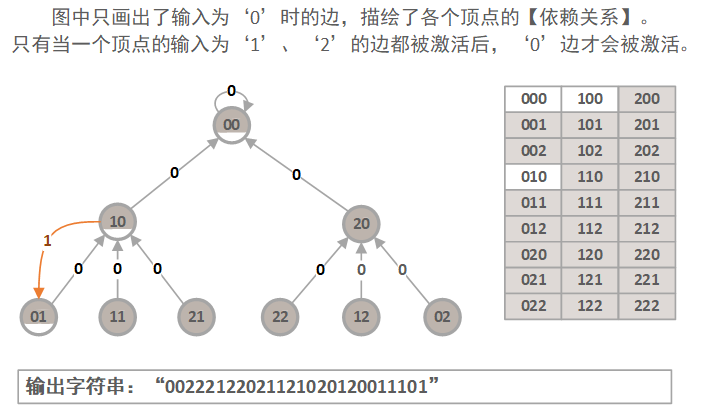 图中只画出了输入为‘0’时的边，描绘了各个顶点的【依赖关系】。
只有当一个顶点的输入为‘1’、‘2’的边都被激活后，‘0’边才会被激活。
0
00
0
0
10
20
1
0
0
0
0
0
0
01
11
21
22
12
02
000 100 200
001 101 201
002 102 202
010 110 210
011 111 211
012 112 212
020 120 220
021 121 221
022 122 222
输出字符串：“00222122021121020120011101”